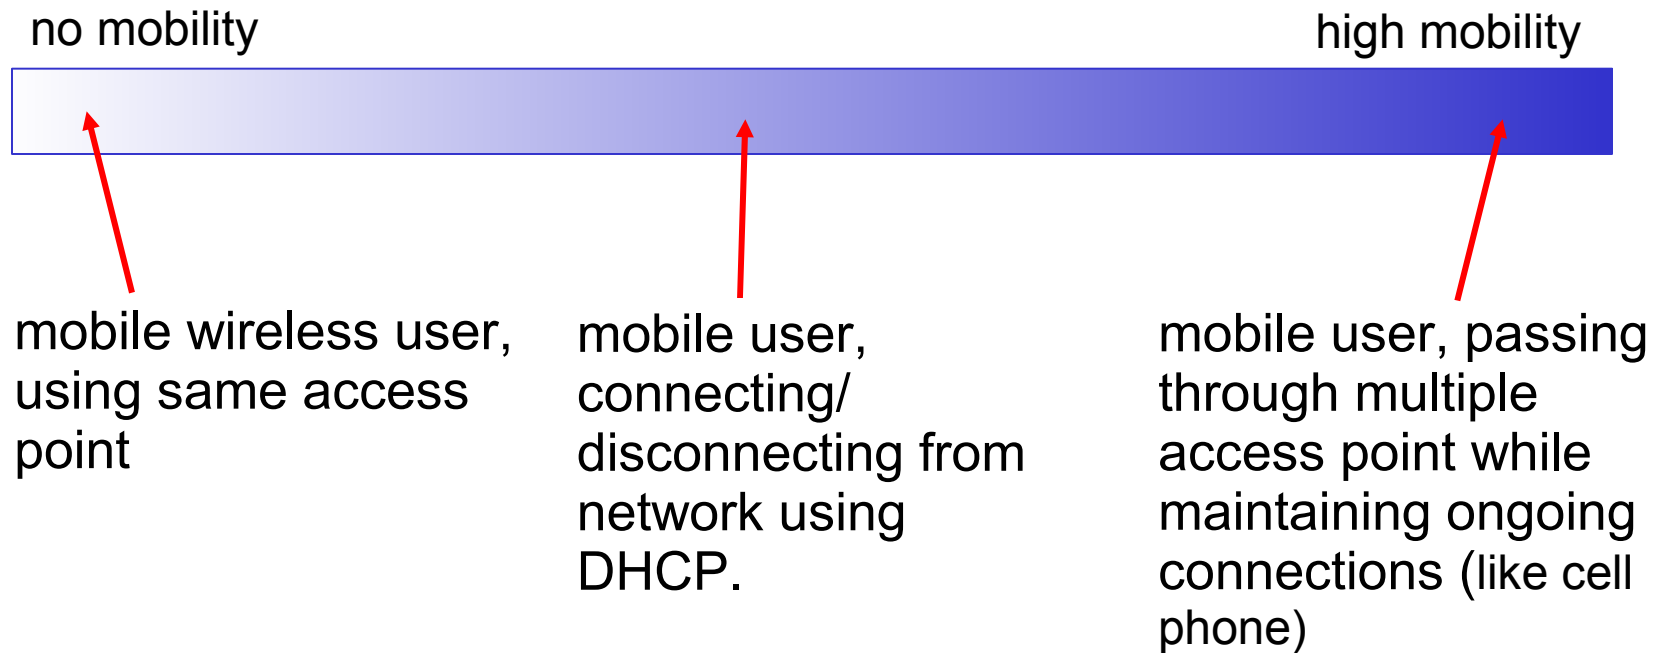 no mobility
high mobility
mobile wireless user,
using same access
point
mobile user,
connecting/
disconnecting from
network using
DHCP.
mobile user, passing
through multiple
access point while
maintaining ongoing
connections (like cell
phone)